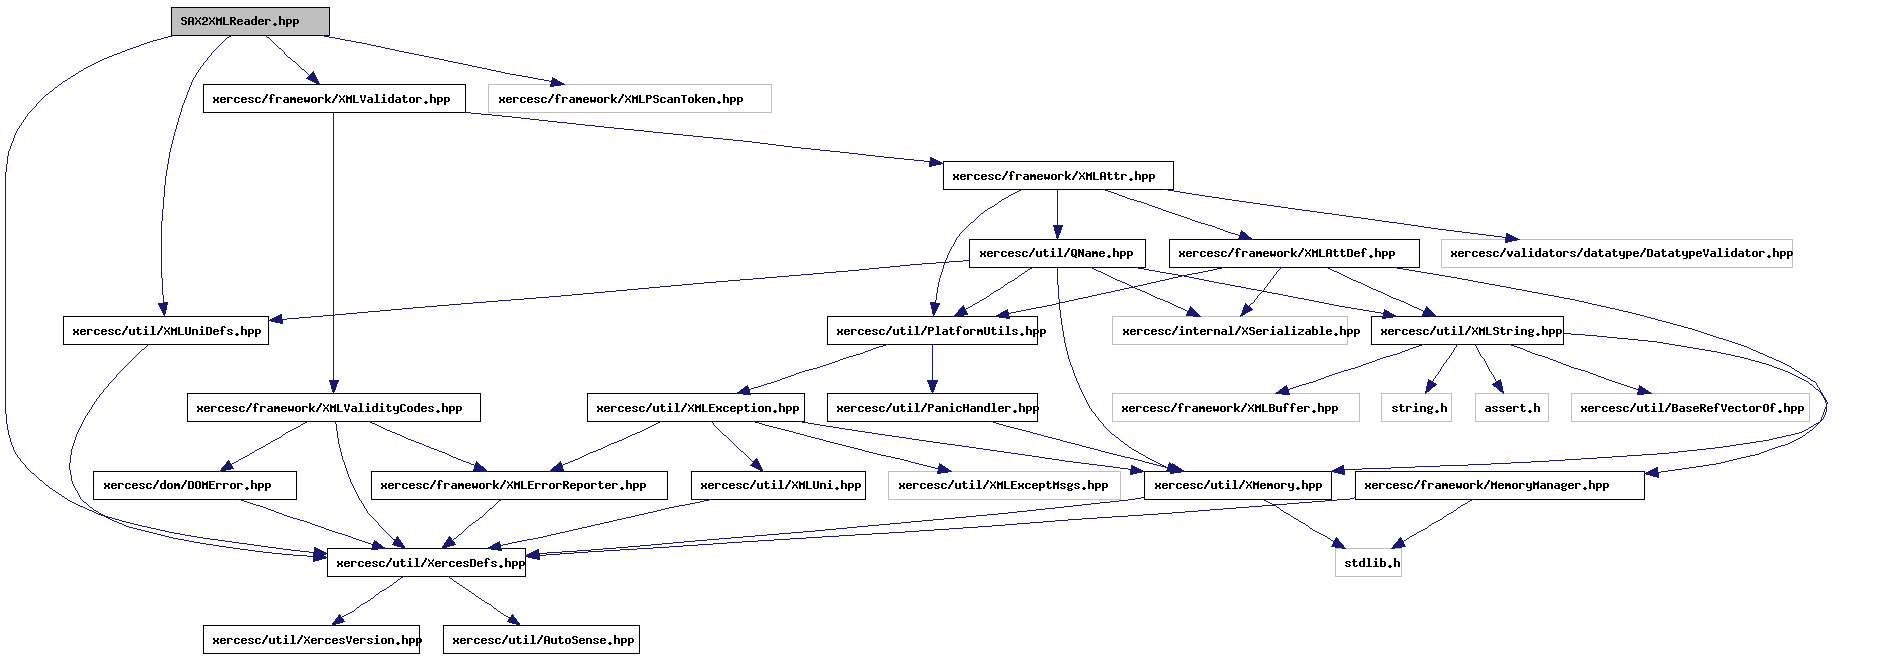 SAX2XMLReader.hpp
xercesc/framework/XMLValidator.hpp
xercesc/framework/XMLPScanToken.hpp
xercesc/framework/XMLAttr.hpp
xercesc/util/QName.hpp
xercesc/framework/XMLAttDef.hpp
xercesc/validators/datatype/DatatypeValidator.hpp
xercesc/util/XMLUniDefs.hpp
xercesc/util/PlatformUtils.hpp
xercesc/internal/XSerializable.hpp
xercesc/util/XMLString.hpp
xercesc/framework/XMLValidityCodes.hpp
xercesc/util/XMLException.hpp
xercesc/util/PanicHandler.hpp
xercesc/framework/XMLBuffer.hpp
string.h
assert.h
xercesc/util/BaseRefVectorOf.hpp
xercesc/dom/DOMError.hpp
xercesc/framework/XMLErrorReporter.hpp
xercesc/util/XMLUni.hpp
xercesc/util/XMLExceptMsgs.hpp
xercesc/util/XMemory.hpp
xercesc/framework/MemoryManager.hpp
xercesc/util/XercesDefs.hpp
stdlib.h
xercesc/util/XercesVersion.hpp
xercesc/util/AutoSense.hpp